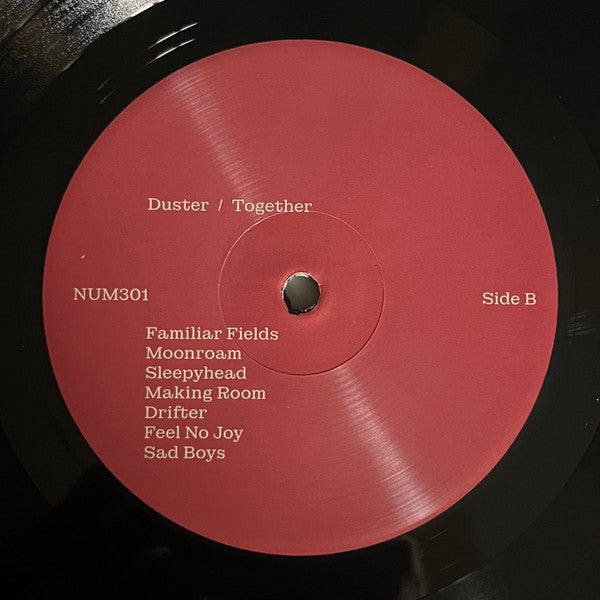 Duster / Together
NUM301
Side B
Familiar Fields
Moonroam
Sleepyhead
Making Room
Drifter
Feel No Joy
Sad Boys